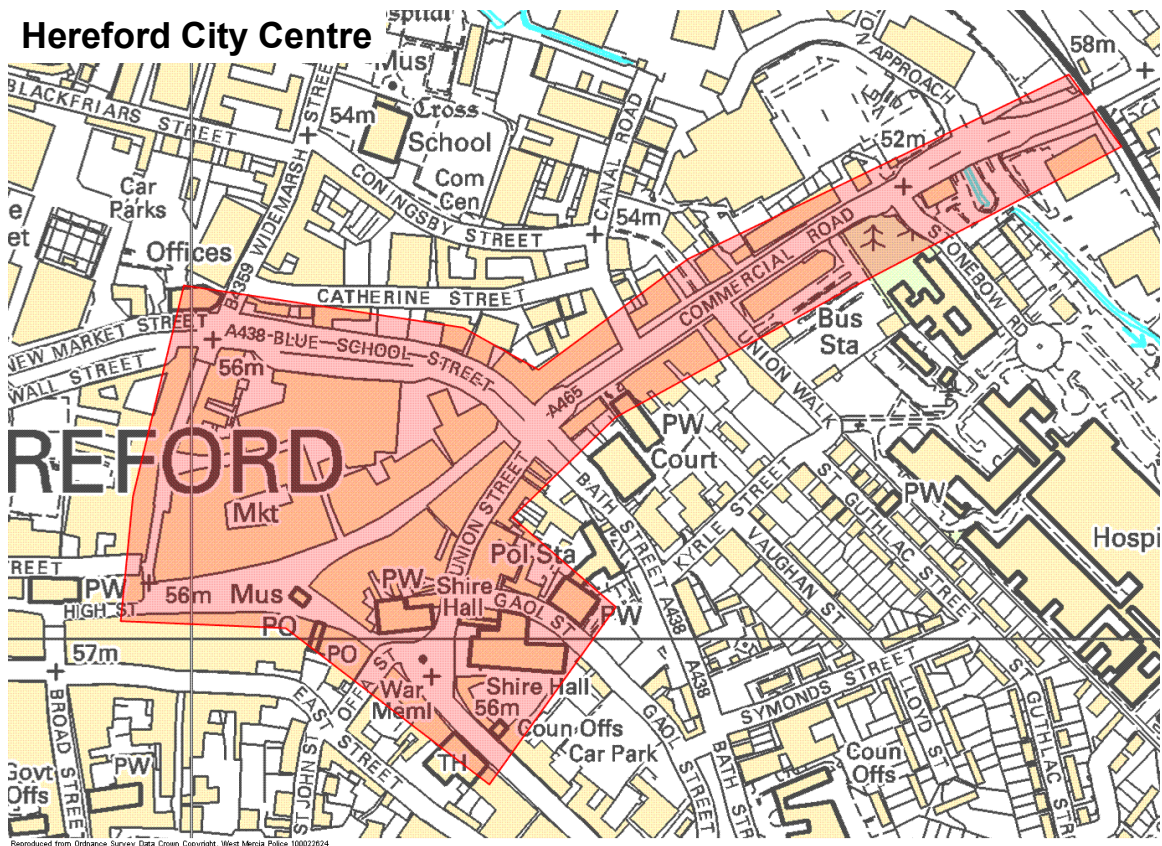 Hereford City Centre
spital
Mus
58m
ON APPROACH
BLACKFRIARS STREET
54m
Cross
School
52m
Com
Cen
Car
Parks
CONINGSBY STREET
CANAL ROAD
54m
B4359 WIDEMARSH STREET
Offices
COMMERCIAL ROAD
STONEBOW RD
CATHERINE STREET
Bus
Sta
NEW MARKET STREET
A438 BLUE SCHOOL STREET
56m
WALL STREET
UNION WALK
A465
PW
Court
REFORD
Mkt
UNION STREET
BATH STREET A438
KYRLE STREET
ST GUTHLAC STREET
PW
Hospi
VAUGHAN ST
Pol Sta
TREET
PW
56m
Mus
PW
Shire
Hall
GAOL ST
PW
HIGH ST
PO
PO
57m
OFFA ST
War
Meml
56m
Shire Hall
Coun Offs
Car Park
SYMONDS STREET
ST GUTHLAC STREET
LLOYD ST
BROAD STREET
EAST STREET
ST JOHN ST
GAOL STREET
A438
BATH STREET
Coun
Offs
TH
PW
Govt
Offs
Reproduced from Ordnance Survey Data Crown Copyright. West Mercia Police 100022624